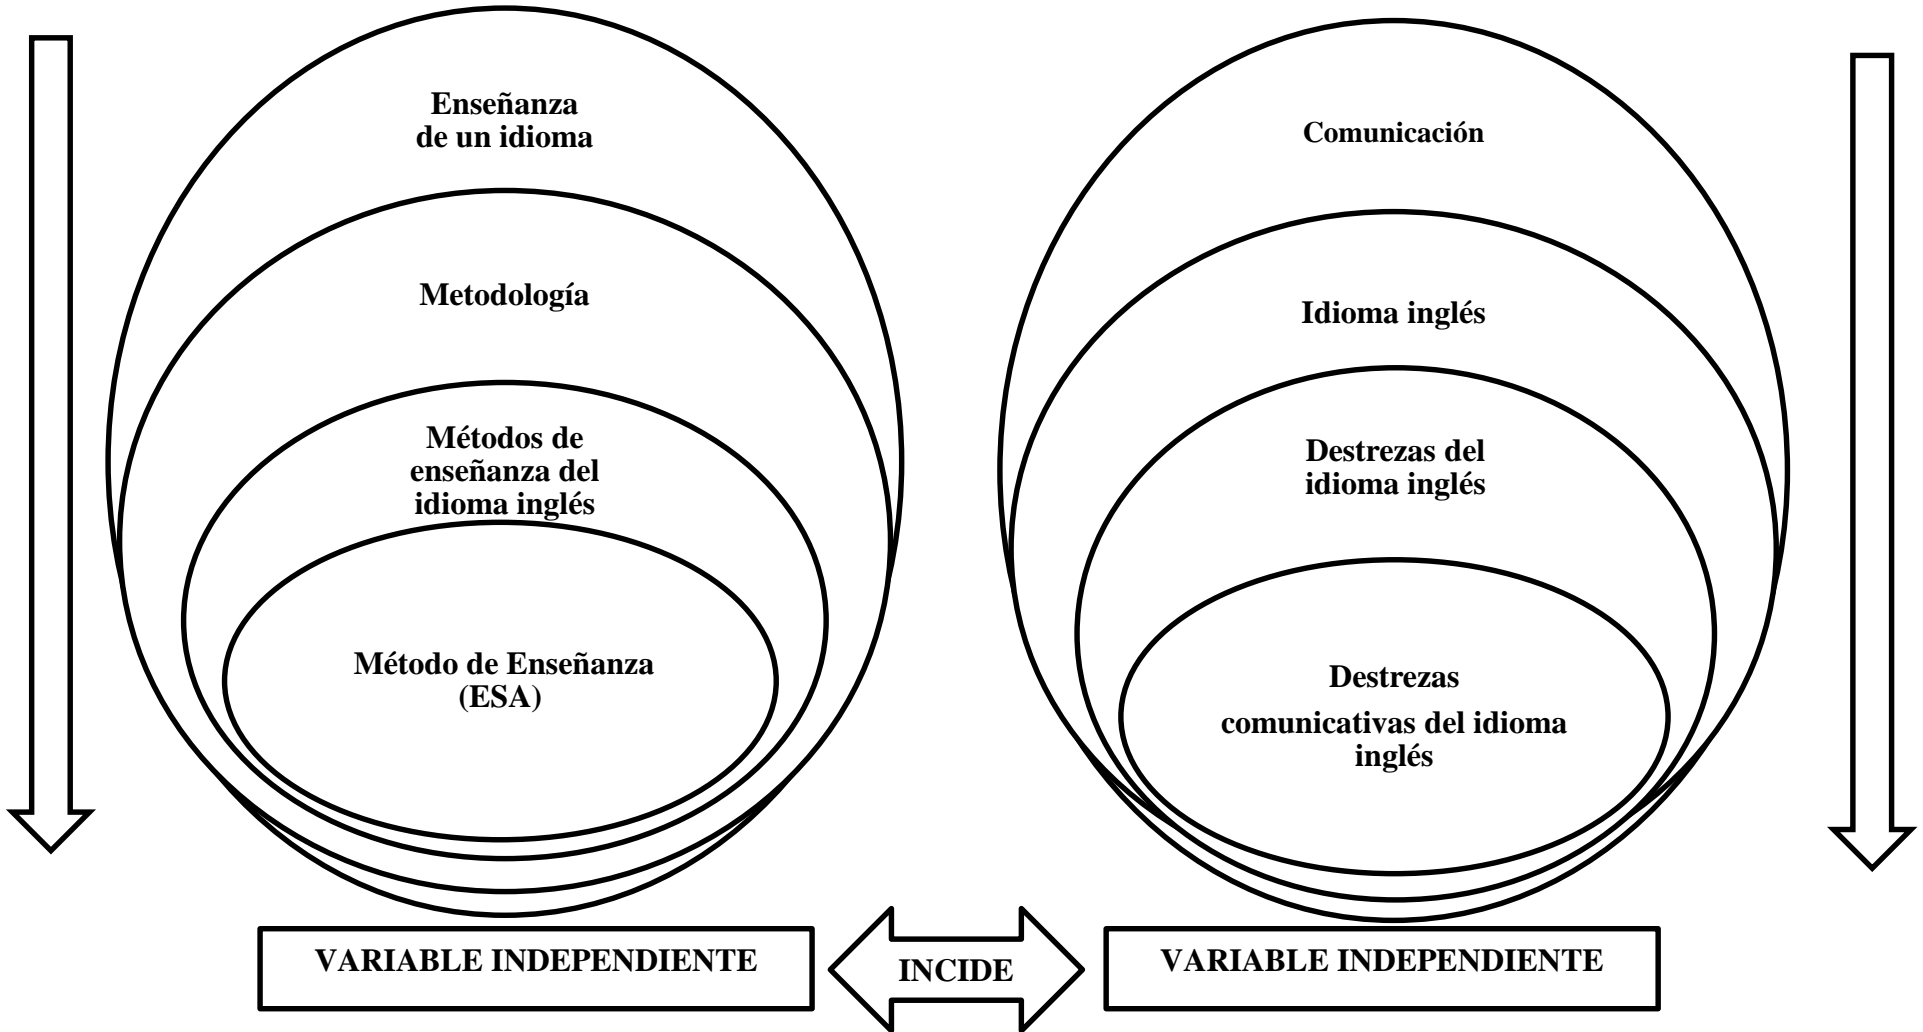 Enseñanza
de un idioma
Metodología
Métodos de
enseñanza del
idioma inglés
Método de Enseñanza
(ESA)
Comunicación
Idioma inglés
Destrezas del
idioma inglés
Destrezas
comunicativas del idioma
inglés
VARIABLE INDEPENDIENTE
INCIDE
VARIABLE INDEPENDIENTE